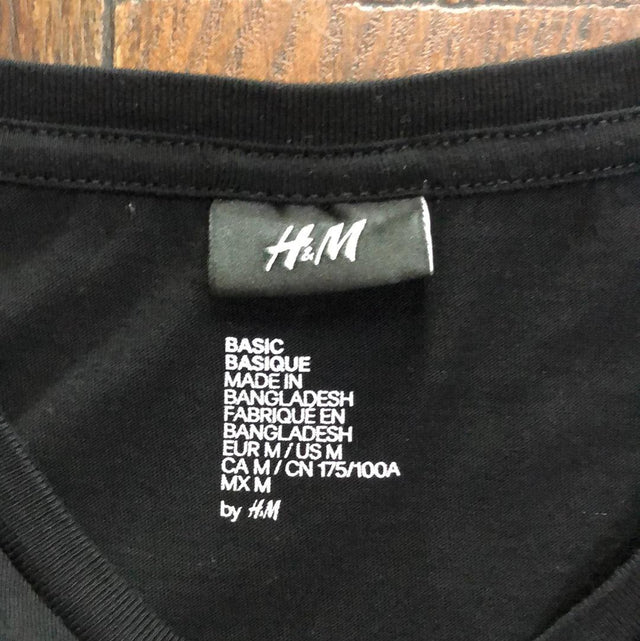 H&M
BASIC
BASIQUE
MADE IN
BANGLADESH
FABRIQUÉ EN
BANGLADESH
EUR M / US M
CA M / CN 175/100A
MX M
by H&M